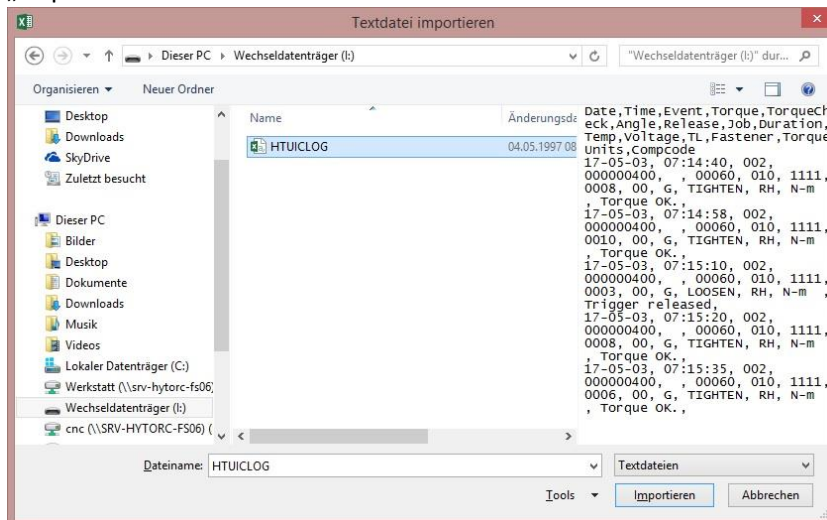 Textdatei importieren
Dieser PC ▸ Wechseldatenträger (I:)
"Wechseldatenträger (I:)" dur...
Organisieren
Neuer Ordner
Desktop
Downloads
SkyDrive
Zuletzt besucht
Dieser PC
Bilder
Desktop
Dokumente
Downloads
Musik
Videos
Lokaler Datenträger (C:)
Werkstatt (\\srv-hytorc-fs06)
Wechseldatenträger (I:)
cnc (\\SRV-HYTORC-FS06) (
Name
Änderungsda
HTUICLOG
04.05.1997 08
Date,Time,Event,Torque,TorqueCh
eck,Angle,Release,Job,Duration,
Temp,Voltage,TL,Fastener,Torque
Units,Compcode
17-05-03, 07:14:40, 002,
000000400, , 00060, 010, 1111,
0008, 00, G, TIGHTEN, RH, N-m
, Torque OK.,
17-05-03, 07:14:58, 002,
000000400, , 00060, 010, 1111,
0010, 00, G, TIGHTEN, RH, N-m
, Torque OK.,
17-05-03, 07:15:10, 002,
000000400, , 00060, 010, 1111,
0003, 00, G, LOOSEN, RH, N-m ,
Trigger released,
17-05-03, 07:15:20, 002,
000000400, , 00060, 010, 1111,
0008, 00, G, TIGHTEN, RH, N-m
, Torque OK.,
17-05-03, 07:15:35, 002,
000000400, , 00060, 010, 1111,
0006, 00, G, TIGHTEN, RH, N-m
, Torque OK.,
Dateiname: HTUICLOG
Textdateien
Tools
Importieren
Abbrechen